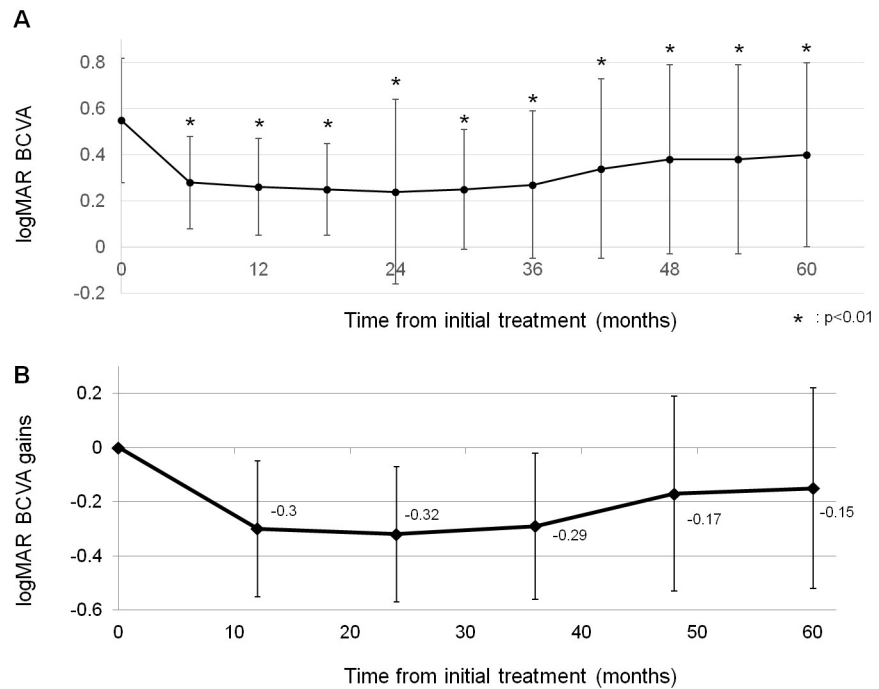 A
logMAR BCVA
0.8
0.6
0.4
0.2
0
-0.2
* * * * * * * * * *
0 12 24 36 48 60
Time from initial treatment (months)
* : p<0.01
B
logMAR BCVA gains
0.2
0
-0.2
-0.4
-0.6
-0.3
-0.32
-0.29
-0.17
-0.15
0 10 20 30 40 50 60
Time from initial treatment (months)